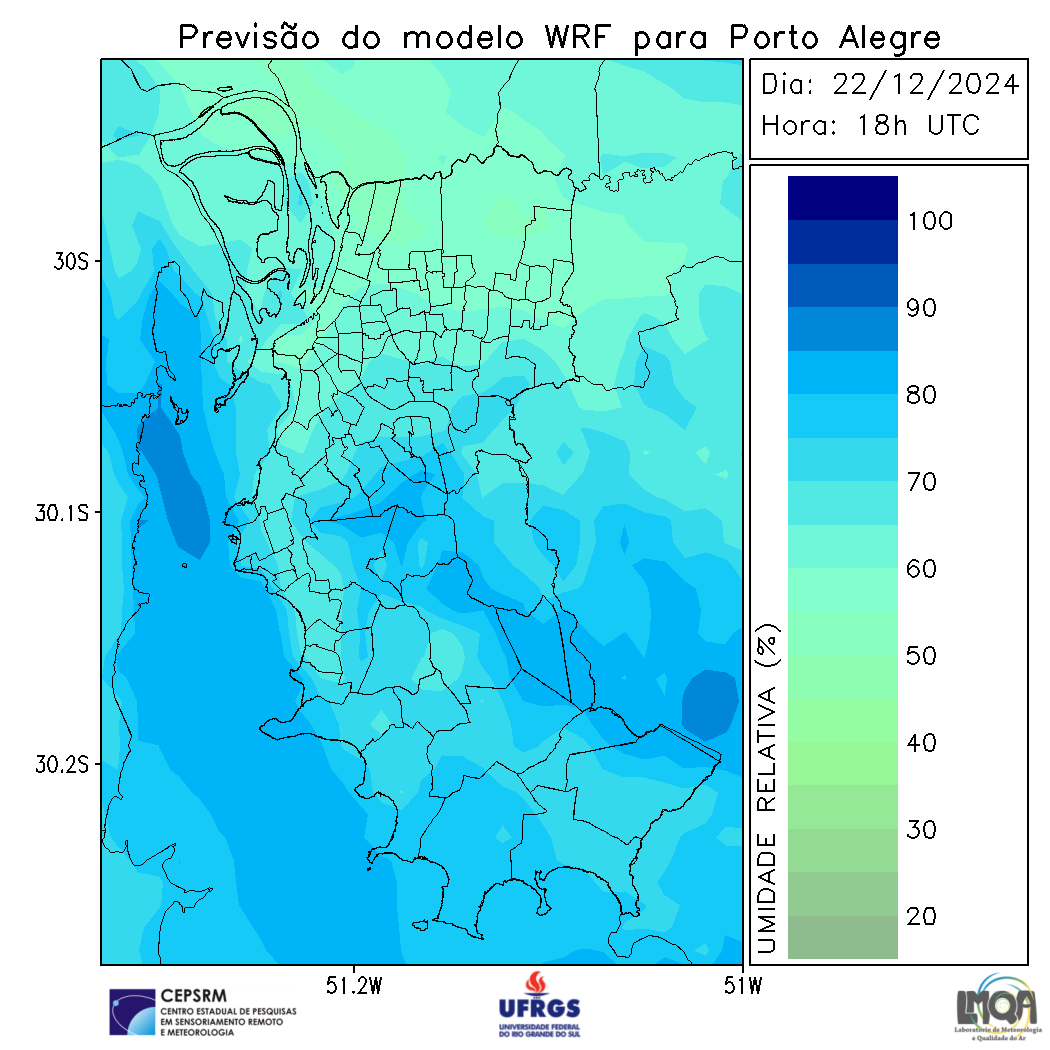 Previsão do modelo WRF para Porto Alegre
Dia: 22/12/2024
Hora: 18h UTC
30S
30.1S
30.2S
51.2W
51W
UMIDADE RELATIVA (%)
100
90
80
70
60
50
40
30
20
CEPSRM
CENTRO ESTADUAL DE PESQUISAS
EM SENSORIAMENTO REMOTO
E METEOROLOGIA
UFRGS
UNIVERSIDADE FEDERAL
DO RIO GRANDE DO SUL
LMQA
Laboratório de Meteorologia
e Qualidade do Ar